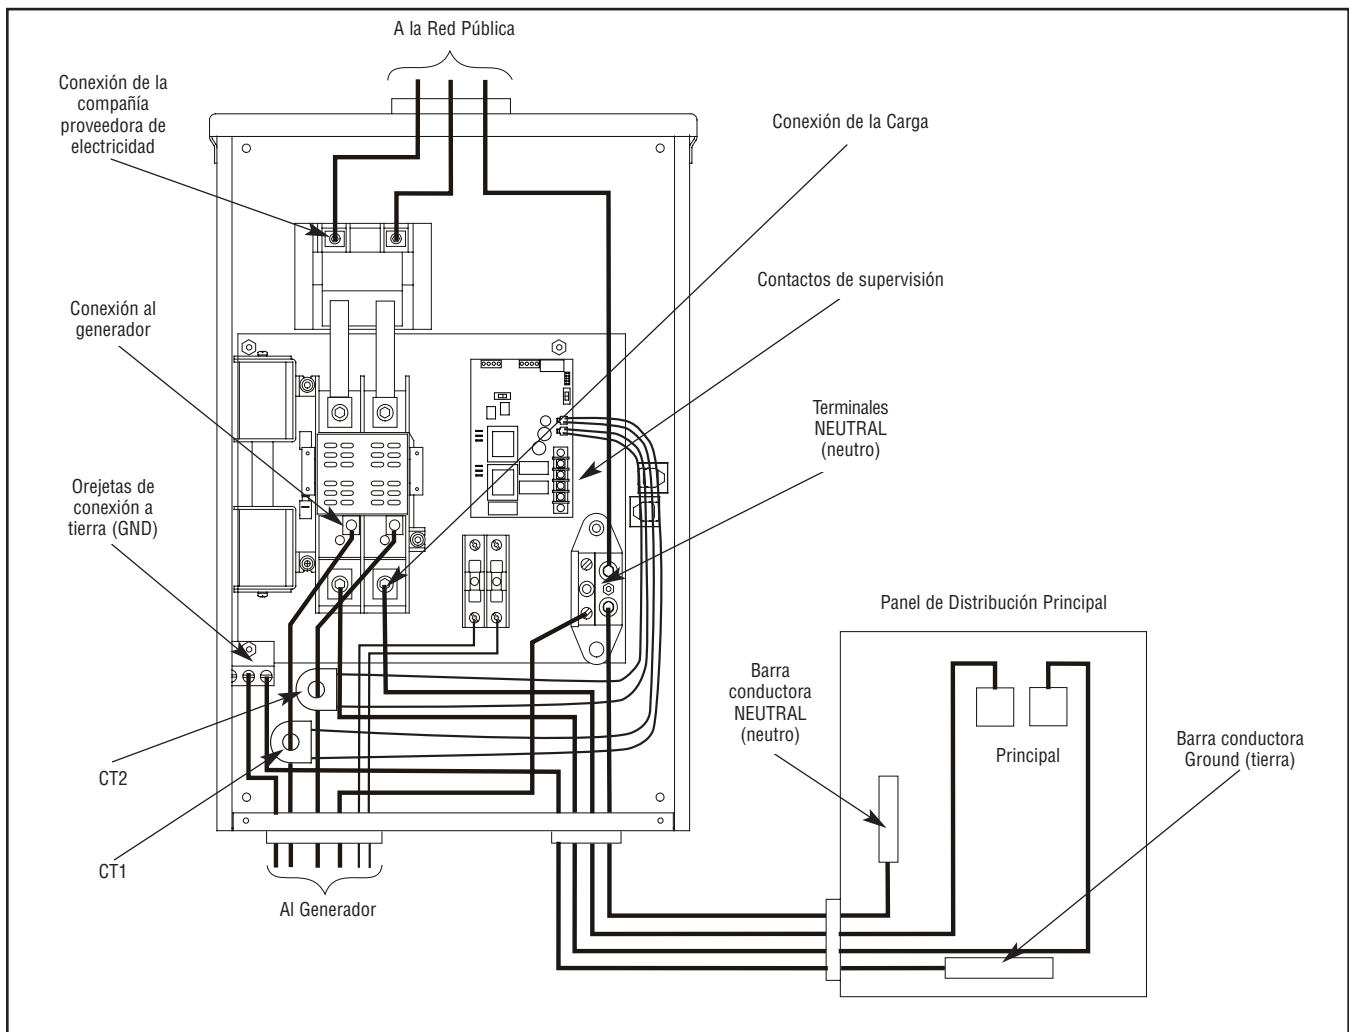 A la Red Pública
Conexión de la
compañía
proveedora de
electricidad
Conexión de la Carga
Contactos de supervisión
Conexión al
generador
Terminales
NEUTRAL
(neutro)
Orejetas de
conexión a
tierra (GND)
Panel de Distribución Principal
Barra
conductora
NEUTRAL
(neutro)
Principal
Barra conductora
Ground (tierra)
CT2
CT1
Al Generador